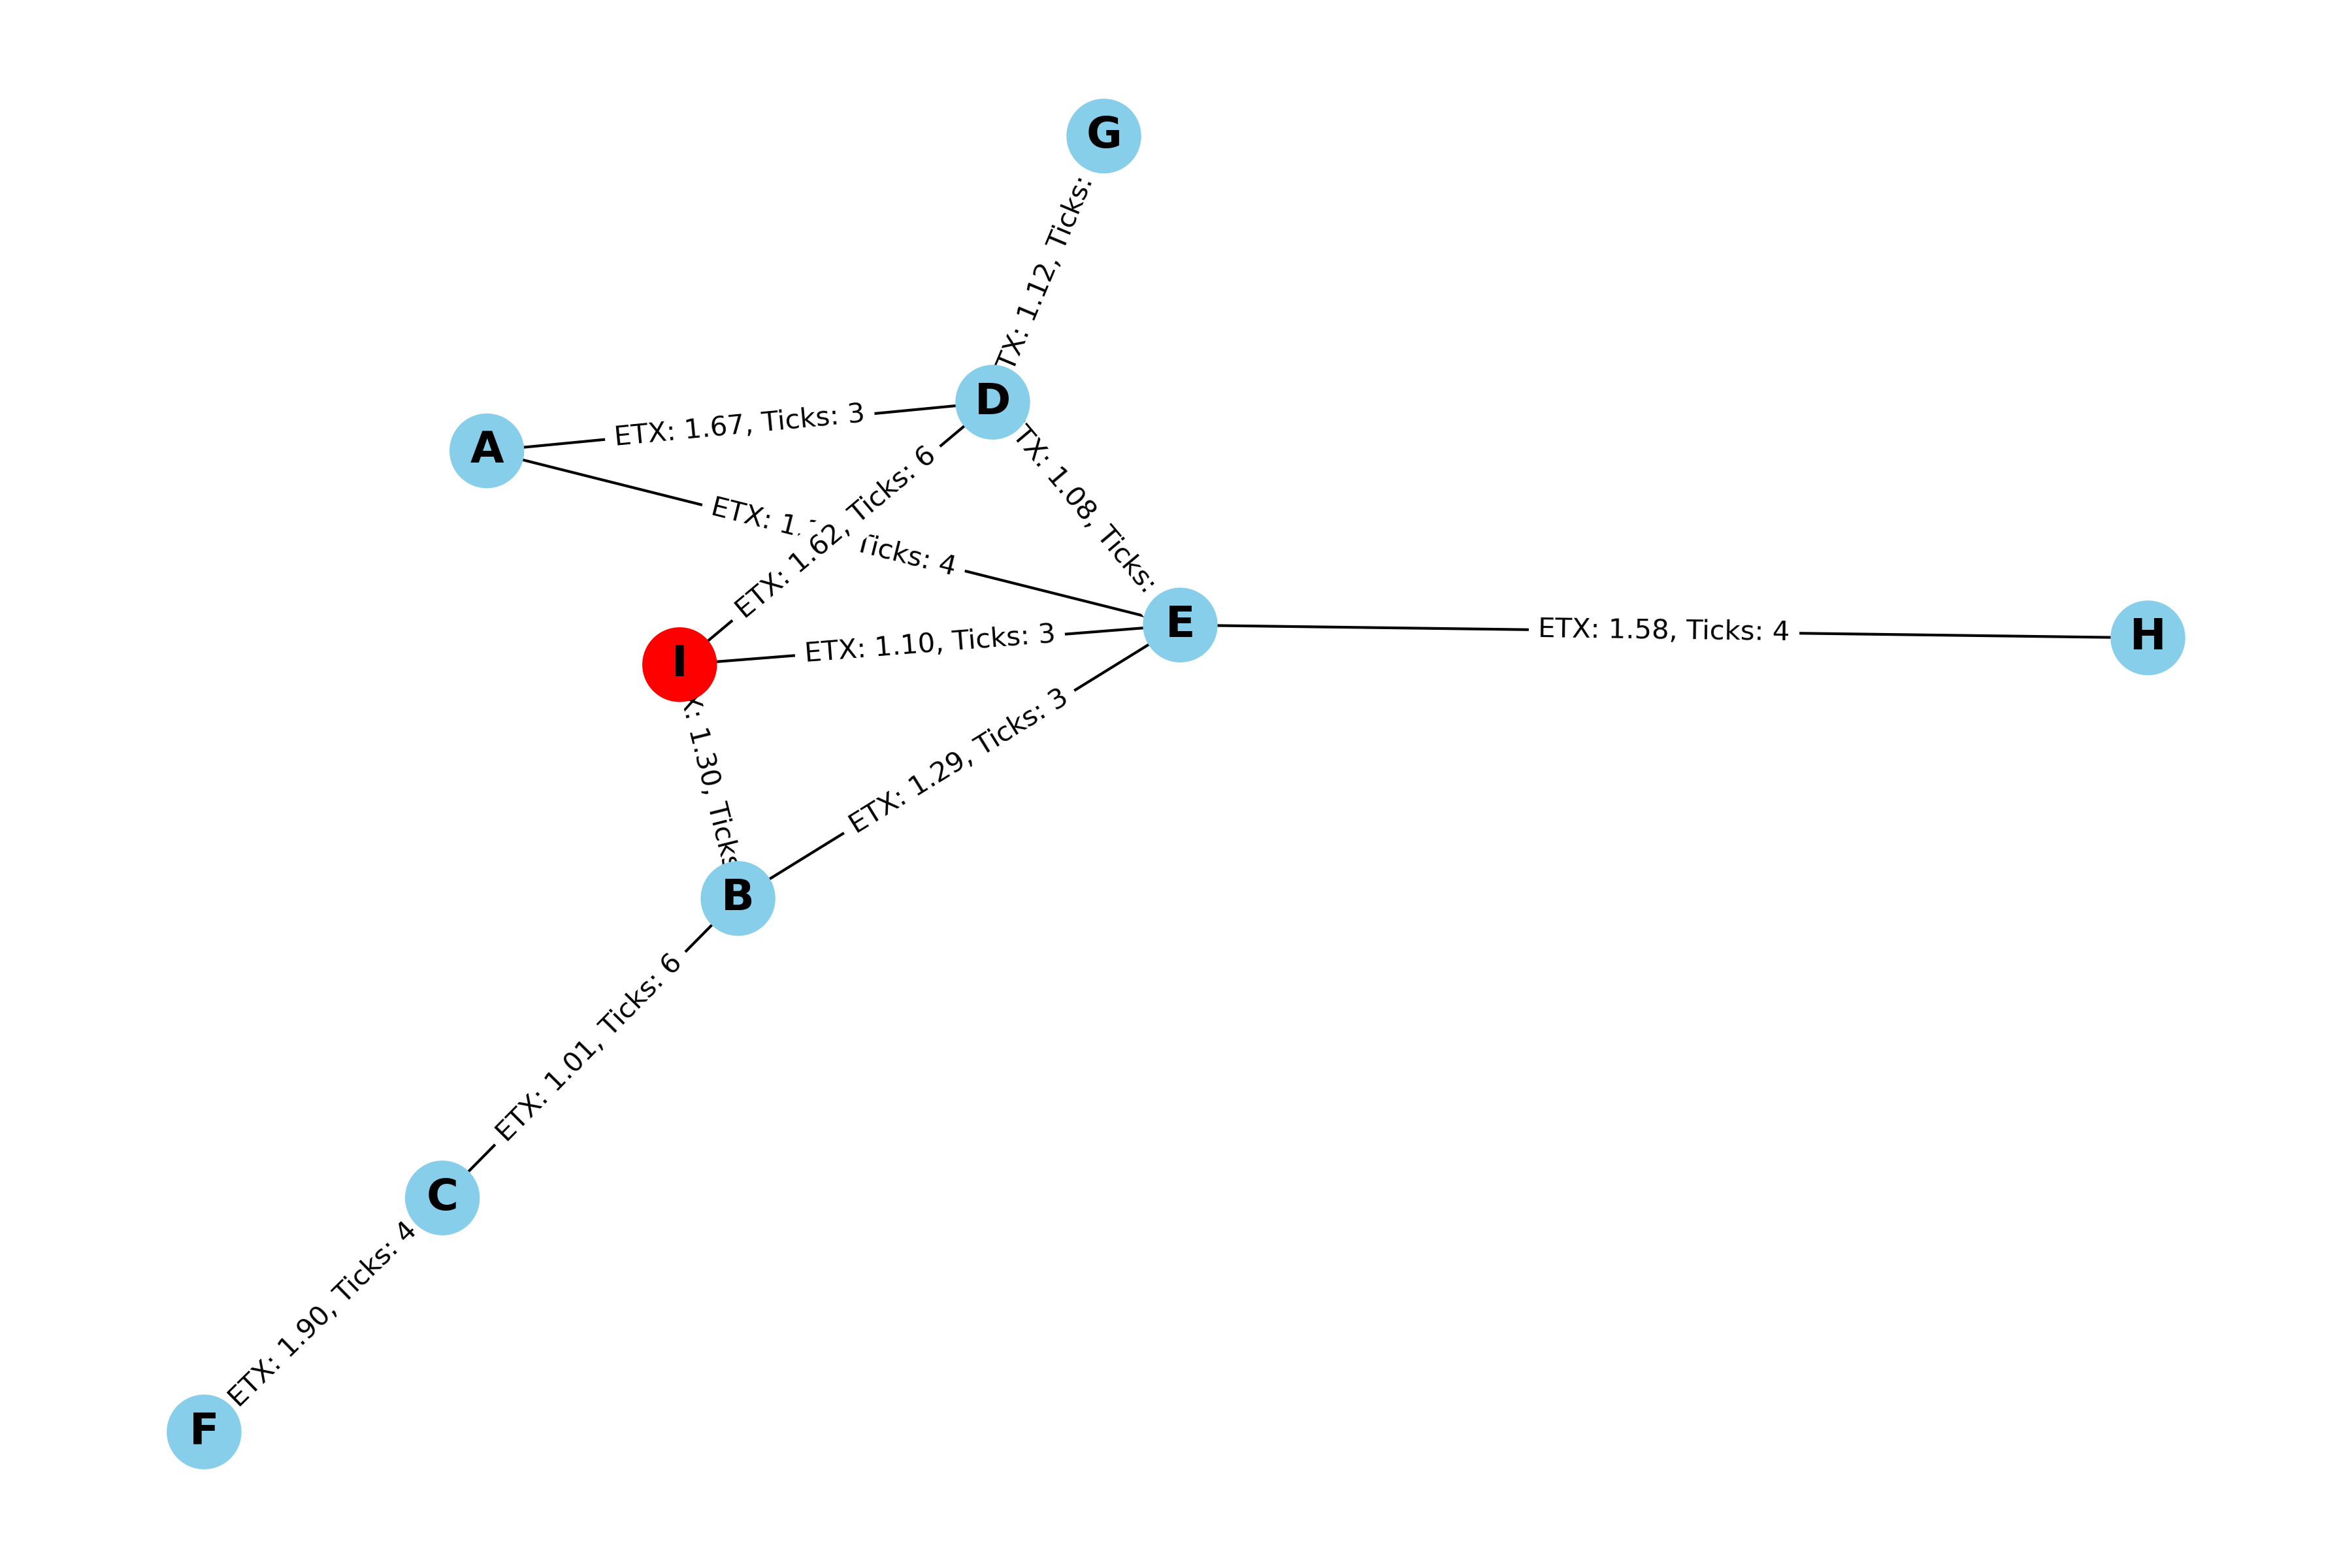 G
TX: 1.12, Ticks:
D
ETX: 1.67, Ticks: 3
A
TX: 1.08, Ticks:
ETX: 1.62, Ticks: 6
ETX: 1. Ticks: 4
E
ETX: 1.58, Ticks: 4
H
ETX: 1.10, Ticks: 3
I
X: 1.30, Ticks
ETX: 1.29, Ticks: 3
B
ETX: 1.01, Ticks: 6
C
ETX: 1.90, Ticks: 4
F